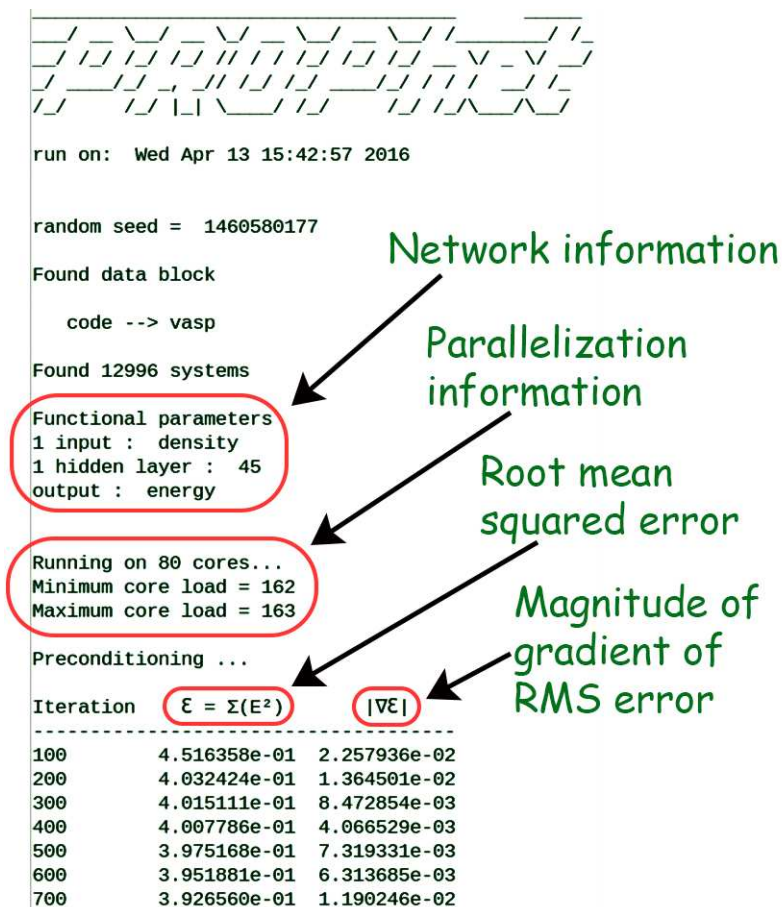 run on:  Wed Apr 13 15:42:57 2016
random seed =  1460580177
Network information
Found data block
code --> vasp
Parallelization
information
Found 12996 systems
Functional parameters
1 input :  density
1 hidden layer :  45
output :  energy
Root mean
squared error
Running on 80 cores...
Minimum core load = 162
Maximum core load = 163
Magnitude of
gradient of
RMS error
Preconditioning ...
Iteration   Ɛ = Σ(E²)   |∇Ɛ|
----------------------------------------
100   4.516358e-01   2.257936e-02
200   4.032424e-01   1.364501e-02
300   4.015111e-01   8.472854e-03
400   4.007786e-01   4.066529e-03
500   3.975168e-01   7.319331e-03
600   3.951881e-01   6.313685e-03
700   3.926560e-01   1.190246e-02